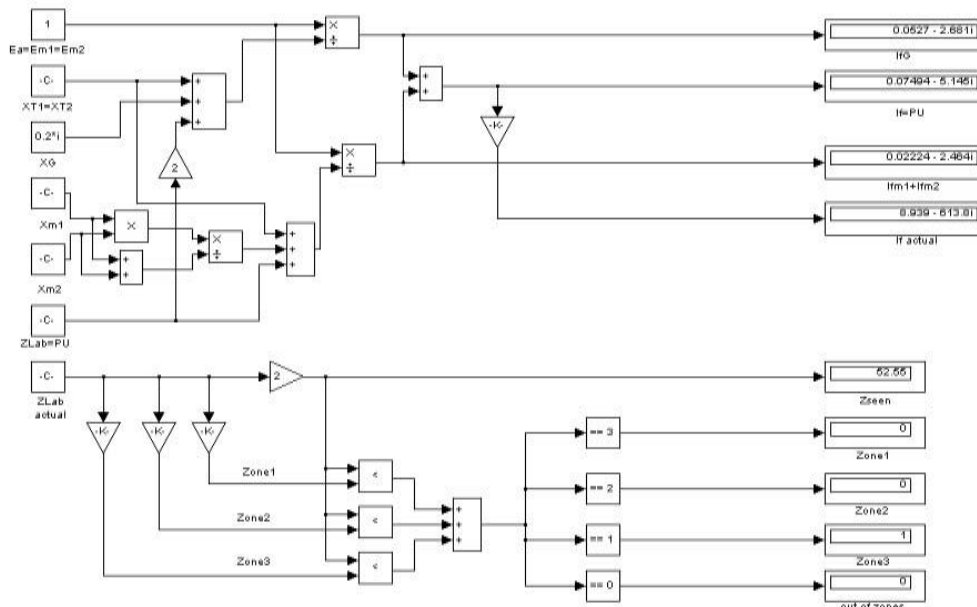 1
Ea=Em1=Em2
-C-
XT1=XT2
0.2*i
XG
-C-
Xm1
-C-
Xm2
-C-
ZLab=PU
2
×
÷
+
+
+
×
÷
+
+
×
÷
×
+
+
×
÷
+
+
+
-K-
0.0527 - 2.681i
IfG
0.07494 - 5.145i
If=PU
0.02224 - 2.464i
Ifm1+Ifm2
8.939 - 613.8i
If actual
-C-
ZLab
actual
2
-K-
-K-
-K-
Zone1
Zone2
Zone3
<
<
<
+
+
+
== 3
== 2
== 1
== 0
52.55
Zseen
0
Zone1
0
Zone2
1
Zone3
0
out of zones